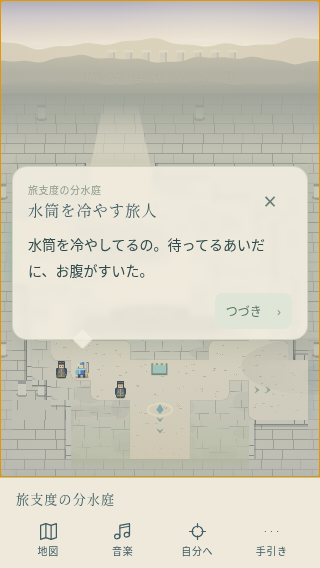 旅支度の分水庭
水筒を冷やす旅人
水筒を冷やしてるの。待ってるあいだ
に、お腹がすいた。
つづき ›
旅支度の分水庭
地図
音楽
自分へ
手引き